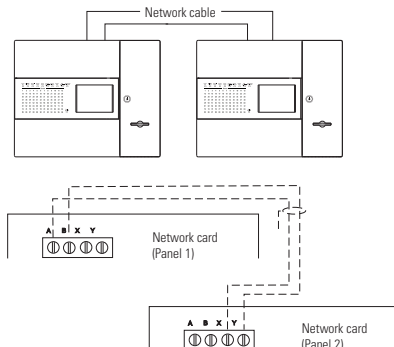 Network cable
A B X Y
Network card
(Panel 1)
A B X Y
Network card
(Panel 2)